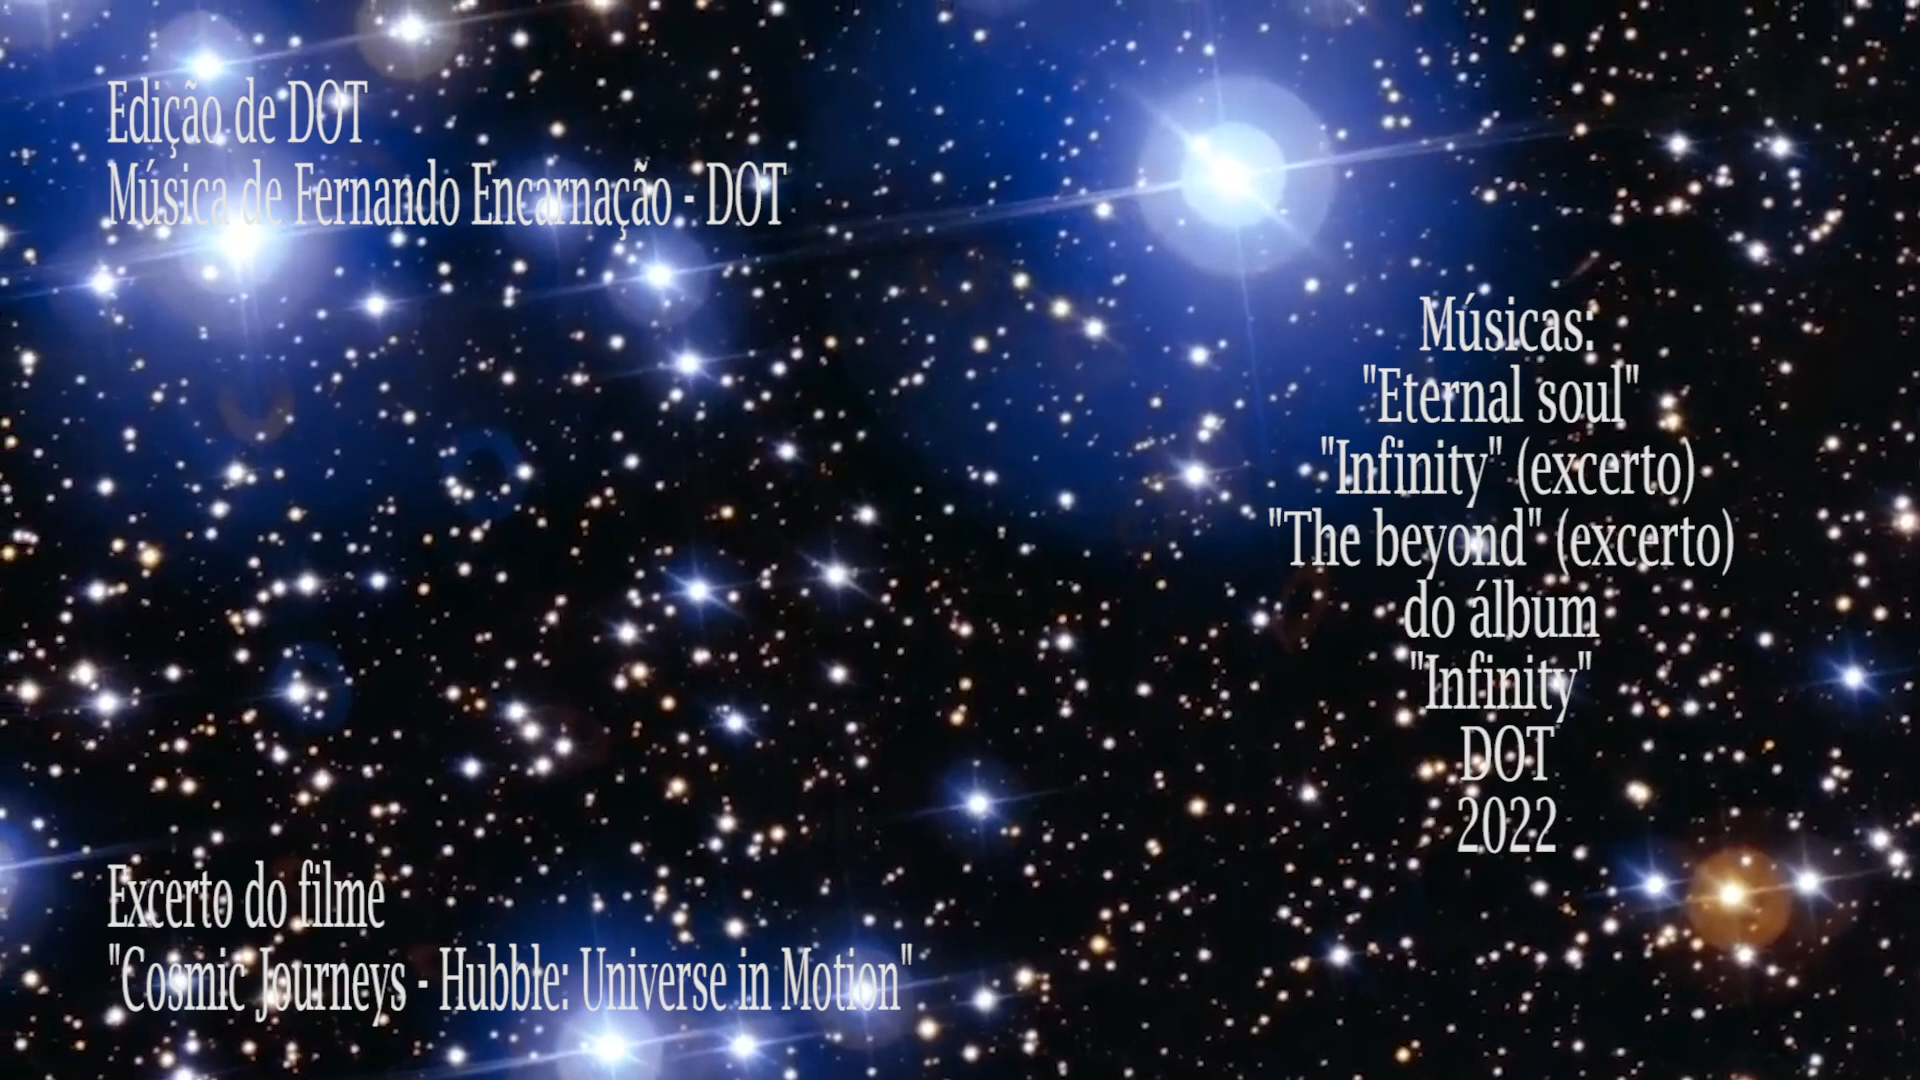 Edição de DOT
Música de Fernando Encarnação - DOT
Músicas:
"Eternal soul"
"Infinity" (excerto)
"The beyond" (excerto)
do álbum
"Infinity"
DOT
2022
Excerto do filme
"Cosmic Journeys - Hubble: Universe in Motion"